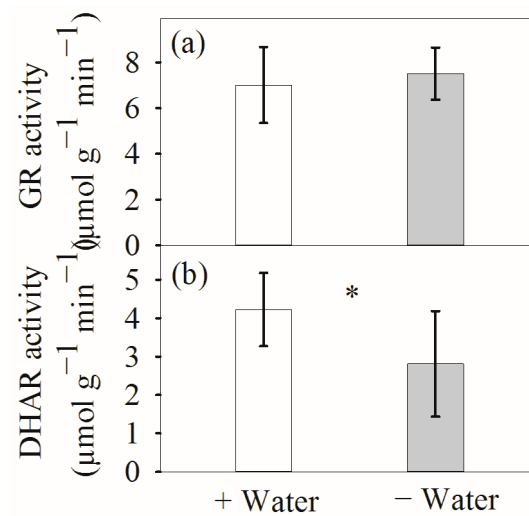 (a)
GR activity
(μmol g⁻¹ min⁻¹)
8
6
4
2
0
(b)
*
DHAR activity
(μmol g⁻¹ min⁻¹)
5
4
3
2
1
0
+ Water
− Water